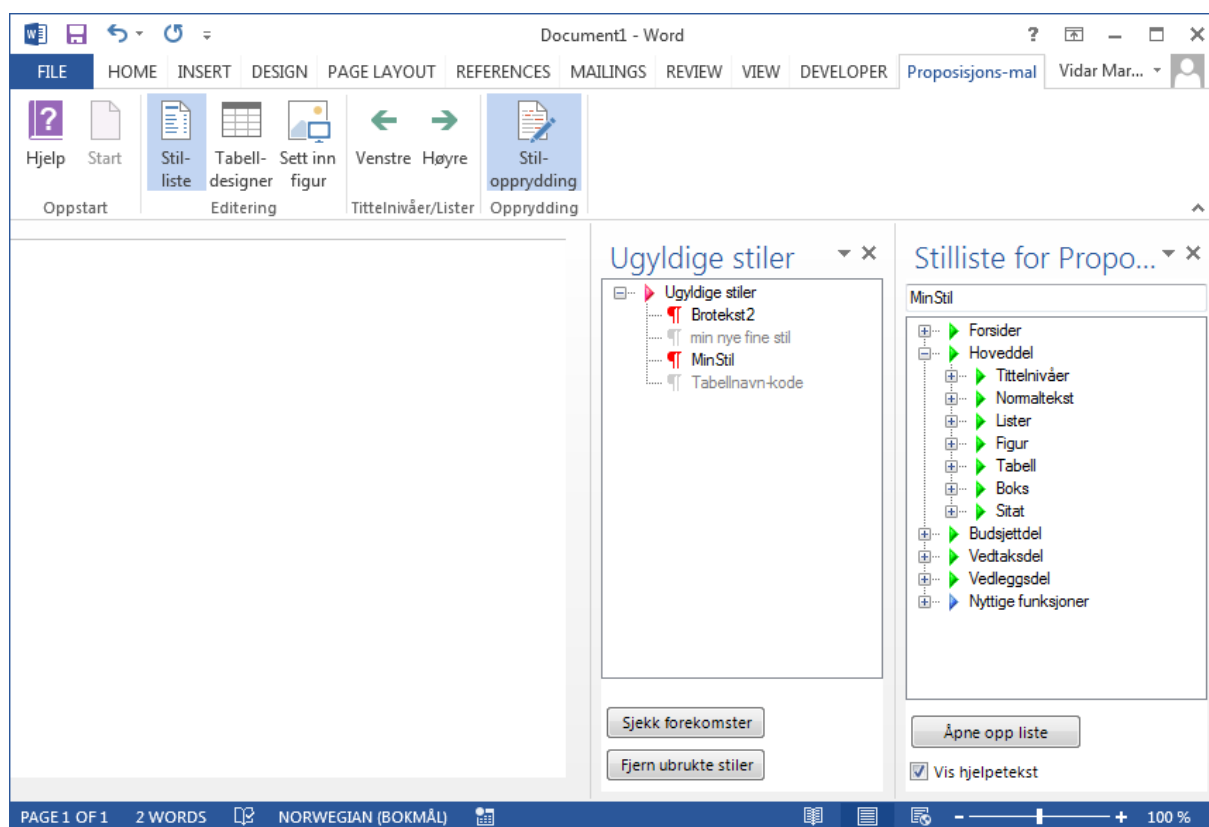 Document1 - Word
FILE HOME INSERT DESIGN PAGE LAYOUT REFERENCES MAILINGS REVIEW VIEW DEVELOPER Proposisjons-mal Vidar Mar...
Hjelp Start Stil- Tabell- Sett inn Venstre Høyre Stil-
liste designer figur opprydding
Oppstart Editering Tittelnivåer/Lister Opprydding
Ugyldige stiler
Ugyldige stiler
Brotekst2
min nye fine stil
MinStil
Tabellnavn-kode
Sjekk forekomster
Fjern ubrukte stiler
Stilliste for Propo...
MinStil
Forsider
Hoveddel
Tittelnivåer
Normaltekst
Lister
Figur
Tabell
Boks
Sitat
Budsjettdel
Vedtaksdel
Vedleggsdel
Nyttige funksjoner
Åpne opp liste
Vis hjelpetekst
PAGE 1 OF 1 2 WORDS NORWEGIAN (BOKMÅL) 100 %